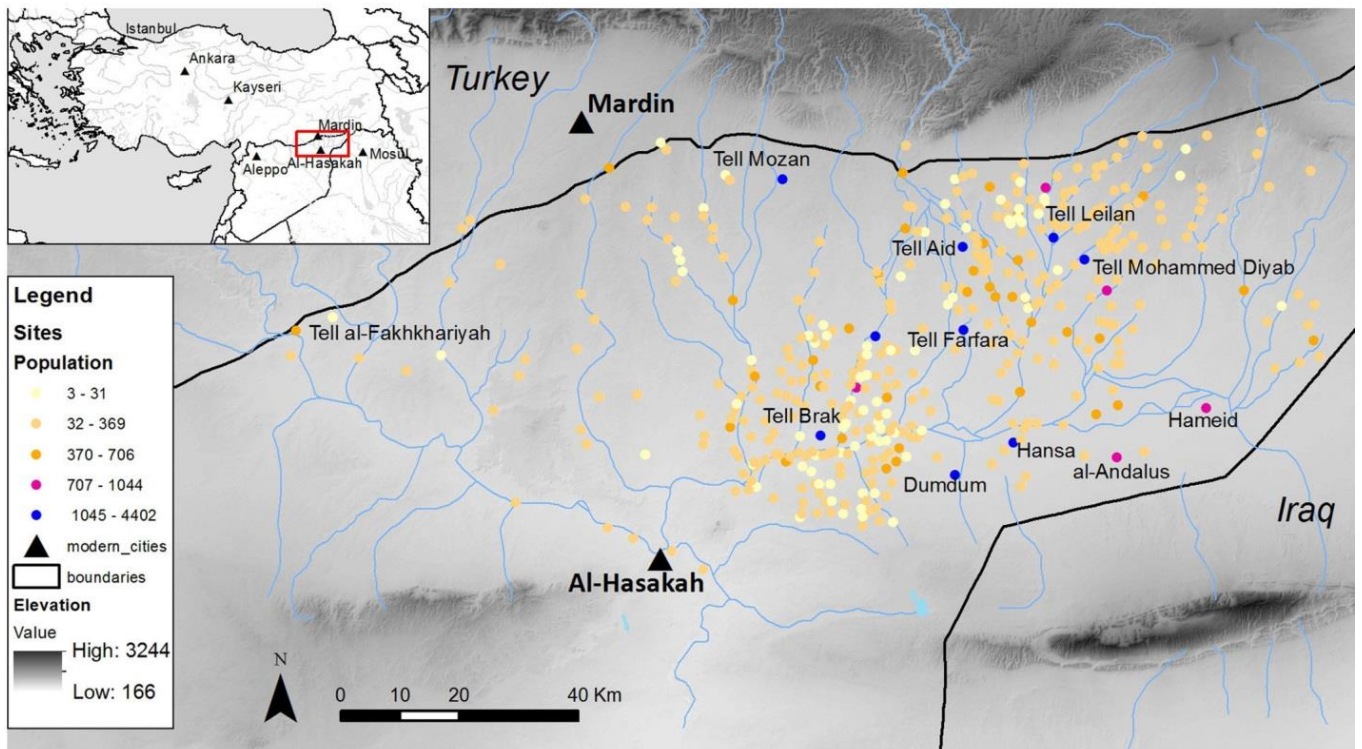 Istanbul
Ankara
Kayseri
Mardin
Al-Hasakah
Mosul
Aleppo
Turkey
Mardin
Tell Mozan
Tell Leilan
Tell Aid
Tell Mohammed Diyab
Tell al-Fakhkhariyah
Tell Farfara
Tell Brak
Hameid
Hansa
al-Andalus
Dumdum
Iraq
Al-Hasakah
Legend
Sites
Population
3 - 31
32 - 369
370 - 706
707 - 1044
1045 - 4402
modern_cities
boundaries
Elevation
Value
High: 3244
Low: 166
N
0 10 20 40 Km